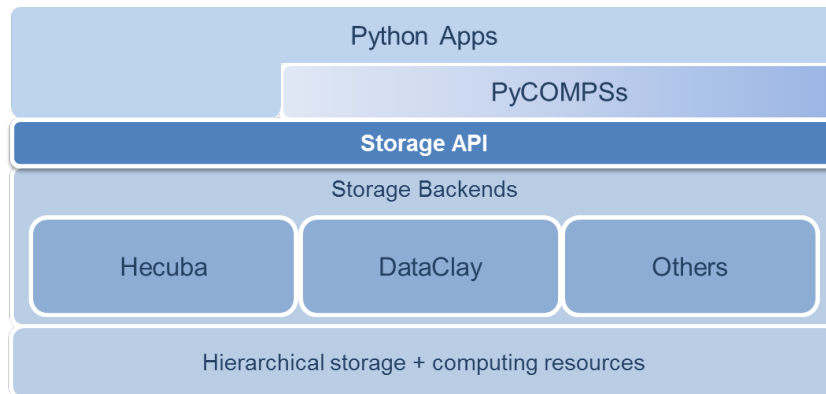 Python Apps
PyCOMPSs
Storage API
Storage Backends
Hecuba
DataClay
Others
Hierarchical storage + computing resources